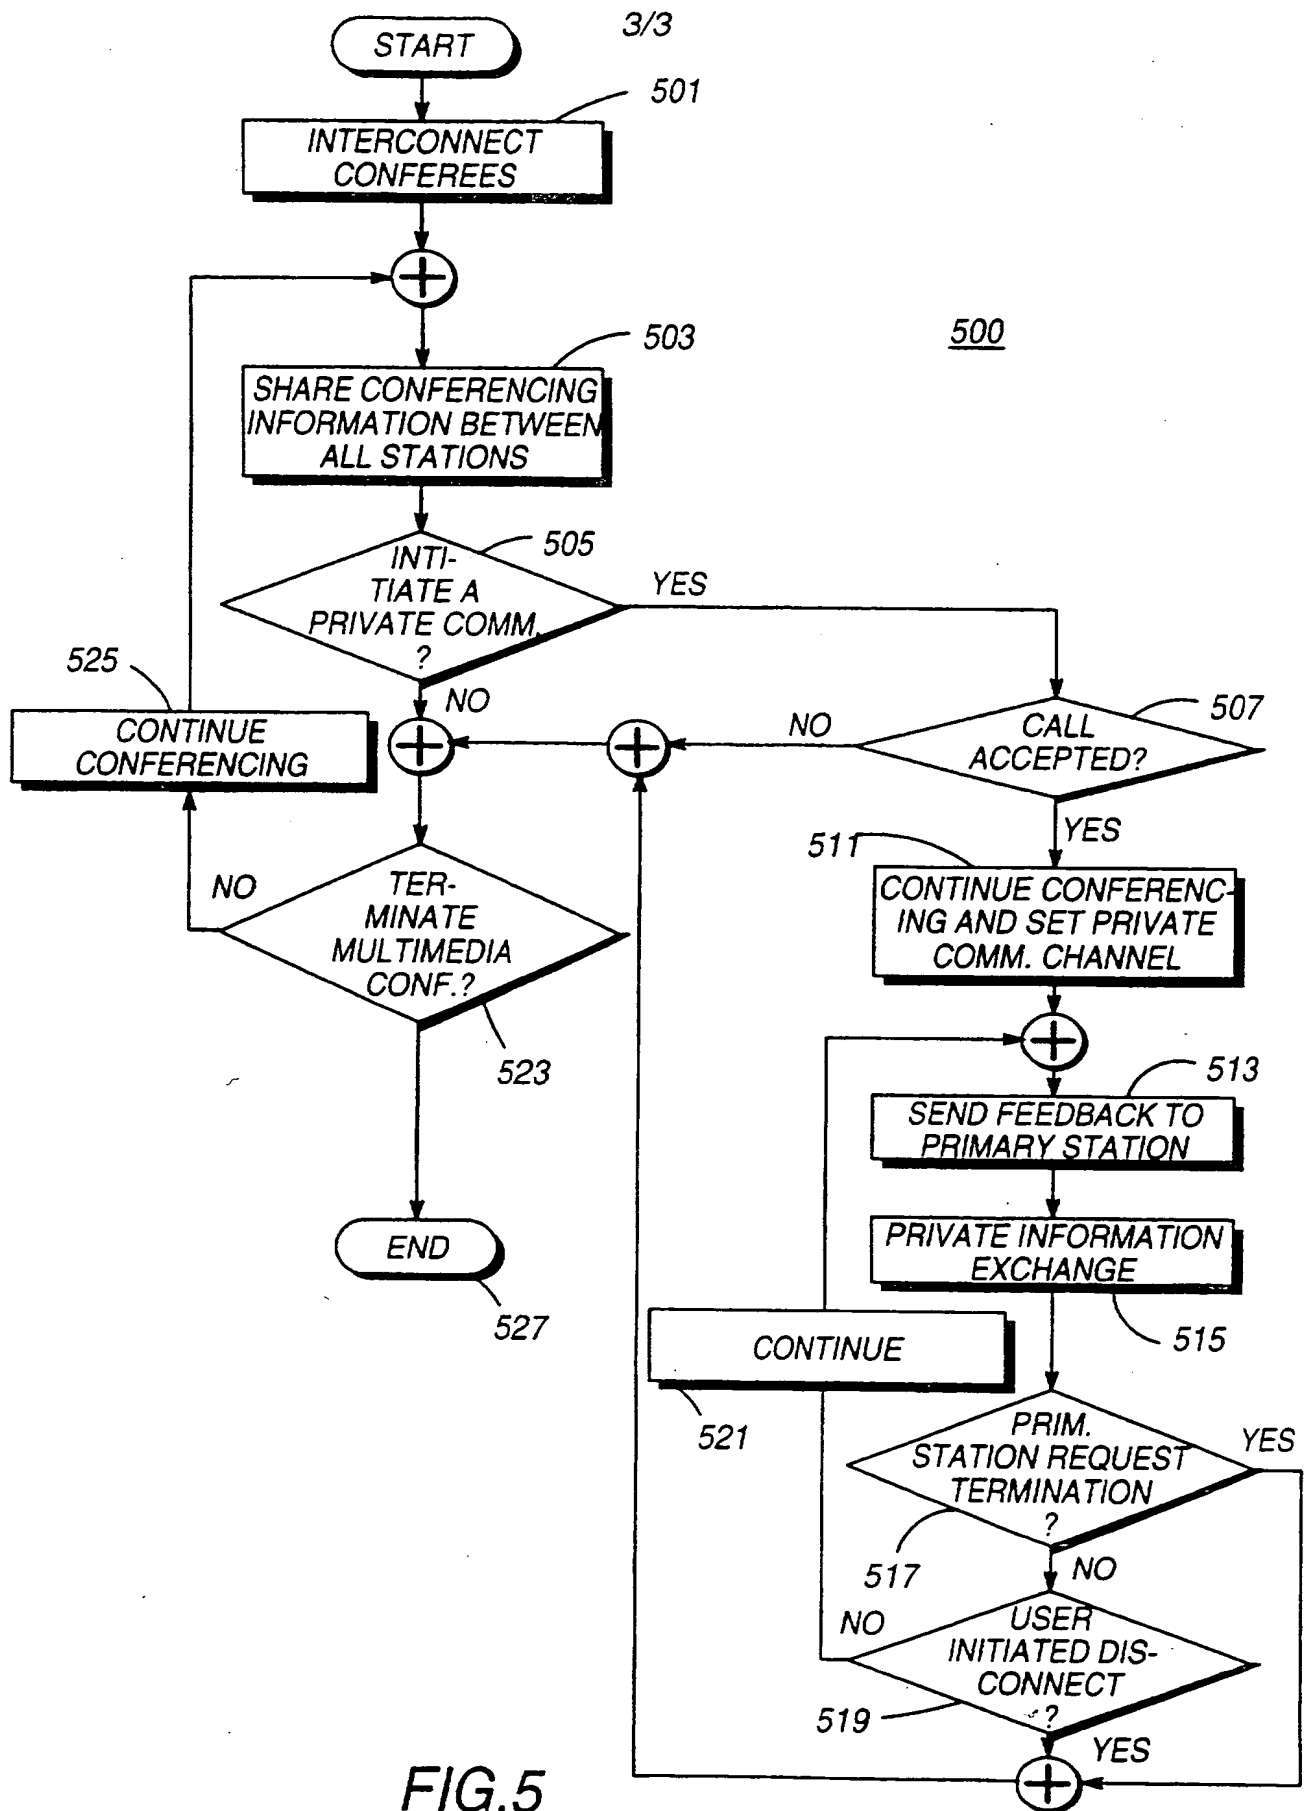 3/3
START
501
INTERCONNECT
CONFEREES
503
500
SHARE CONFERENCING
INFORMATION BETWEEN
ALL STATIONS
505
INTI-
TIATE A
PRIVATE COMM.
?
YES
NO
525
CONTINUE
CONFERENCING
507
CALL
ACCEPTED?
NO
YES
511
CONTINUE CONFERENC-
ING AND SET PRIVATE
COMM. CHANNEL
NO
TER-
MINATE
MULTIMEDIA
CONF.?
523
513
SEND FEEDBACK TO
PRIMARY STATION
END
527
PRIVATE INFORMATION
EXCHANGE
515
CONTINUE
521
PRIM.
STATION REQUEST
TERMINATION
?
YES
517
NO
NO
USER
INITIATED DIS-
CONNECT
?
519
YES
FIG.5